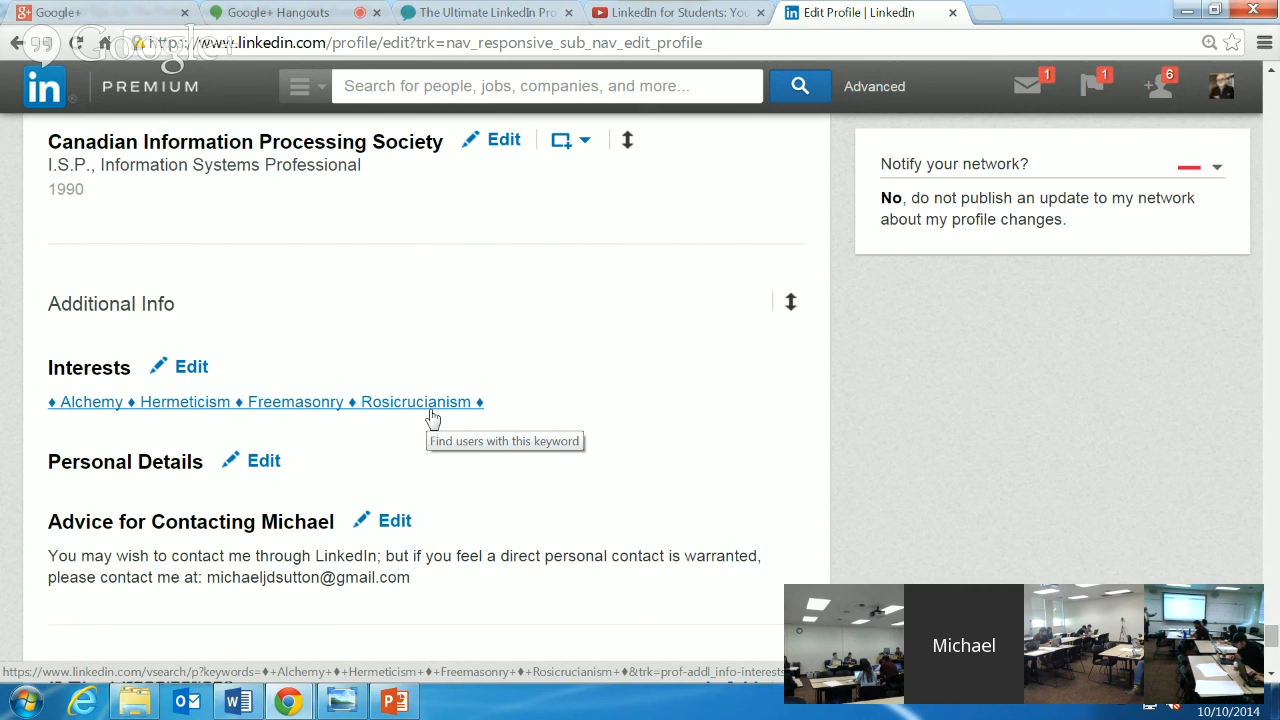 Google+
Google+ Hangouts
The Ultimate LinkedIn Pro
LinkedIn for Students: You
Edit Profile | LinkedIn
Google+
https://www.linkedin.com/profile/edit?trk=nav_responsive_sub_nav_edit_profile
in PREMIUM
Search for people, jobs, companies, and more...
Advanced
1
1
6
Canadian Information Processing Society Edit
I.S.P., Information Systems Professional
1990
Notify your network?
No, do not publish an update to my network
about my profile changes.
Additional Info
Interests Edit
♦ Alchemy ♦ Hermeticism ♦ Freemasonry ♦ Rosicrucianism ♦
Find users with this keyword
Personal Details Edit
Advice for Contacting Michael Edit
You may wish to contact me through LinkedIn; but if you feel a direct personal contact is warranted,
please contact me at: michaeljdsutton@gmail.com
Michael
https://www.linkedin.com/vsearch/p?keywords=♦+Alchemy+♦+Hermeticism+♦+Freemasonry+♦+Rosicrucianism+♦&trk=prof-addl_info-interests
10/10/2014